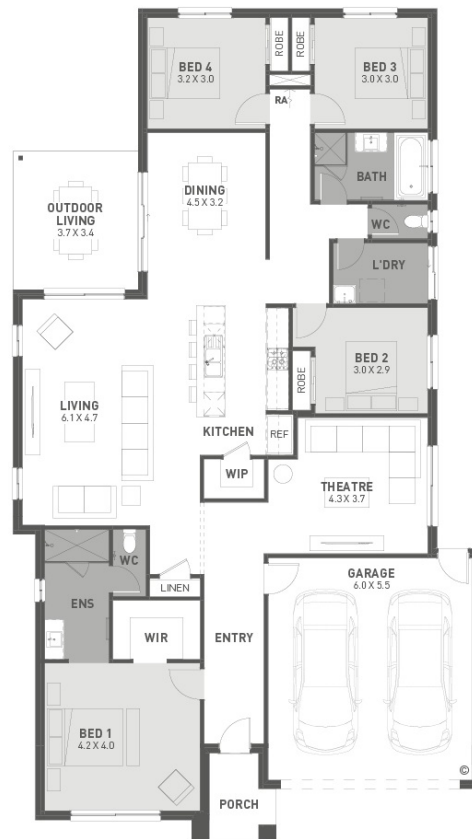 BED 4
3.2 X 3.0
ROBE
ROBE
BED 3
3.0 X 3.0
RA
BATH
DINING
4.5 X 3.2
OUTDOOR
LIVING
3.7 X 3.4
WC
L'DRY
BED 2
3.0 X 2.9
ROBE
LIVING
6.1 X 4.7
KITCHEN
REF
WIP
THEATRE
4.3 X 3.7
WC
LINEN
GARAGE
6.0 X 5.5
ENS
WIR
ENTRY
BED 1
4.2 X 4.0
PORCH
©